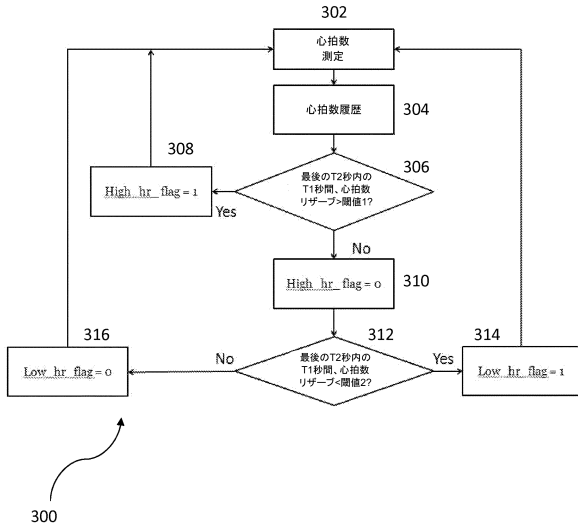 302
心拍数
測定
304
心拍数履歴
308
306
High_hr_flag = 1
最後のT2秒内の
T1秒間、心拍数
リザーブ>閾値1?
Yes
No
High_hr_flag = 0
310
316
312
314
No
最後のT2秒内の
T1秒間、心拍数
リザーブ<閾値2?
Yes
Low_hr_flag = 0
Low_hr_flag = 1
300